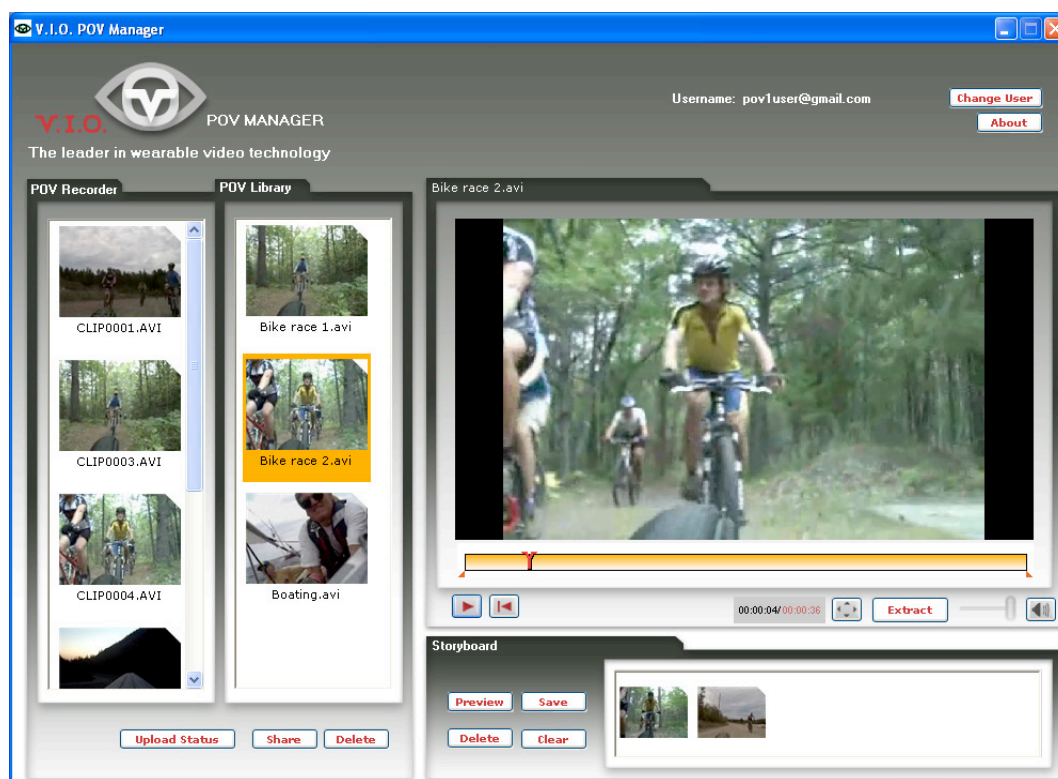 V.I.O. POV Manager
V.I.O.
POV MANAGER
The leader in wearable video technology
Username: pov1user@gmail.com
Change User
About
POV Recorder
POV Library
Bike race 2.avi
CLIP0001.AVI
Bike race 1.avi
CLIP0003.AVI
Bike race 2.avi
CLIP0004.AVI
Boating.avi
00:00:04/00:00:36
Extract
Storyboard
Preview
Save
Delete
Clear
Upload Status
Share
Delete